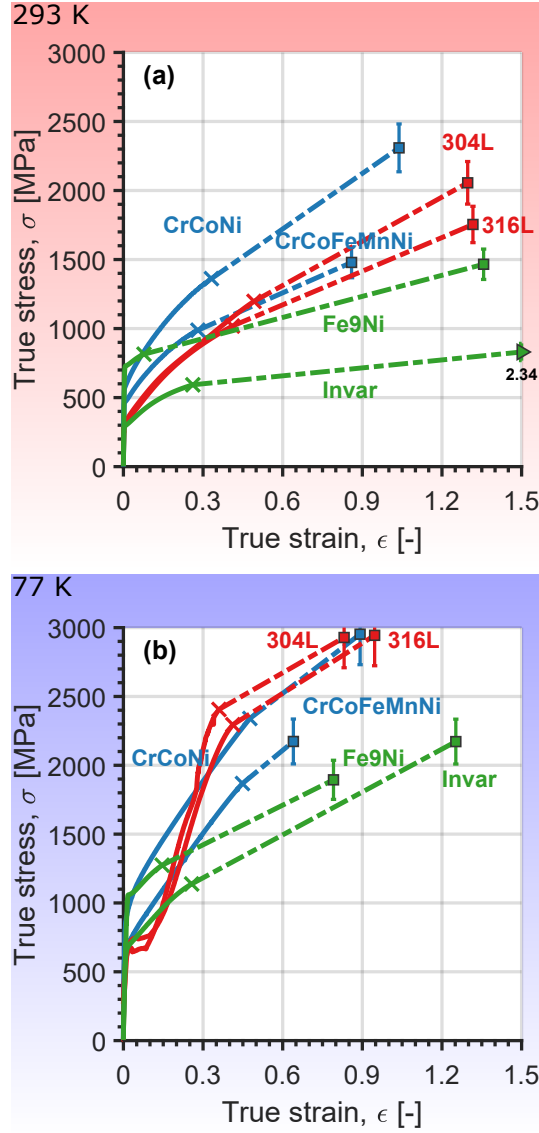 293 K
(a)
3000
2500
2000
1500
1000
500
0
304L
CrCoNi
316L
CrCoFeMnNi
Fe9Ni
Invar
2.34
0 0.3 0.6 0.9 1.2 1.5
True strain, ϵ [-]
True stress, σ [MPa]
77 K
(b)
3000
2500
2000
1500
1000
500
0
304L 316L
CrCoFeMnNi
CrCoNi Fe9Ni
Invar
0 0.3 0.6 0.9 1.2 1.5
True strain, ϵ [-]
True stress, σ [MPa]